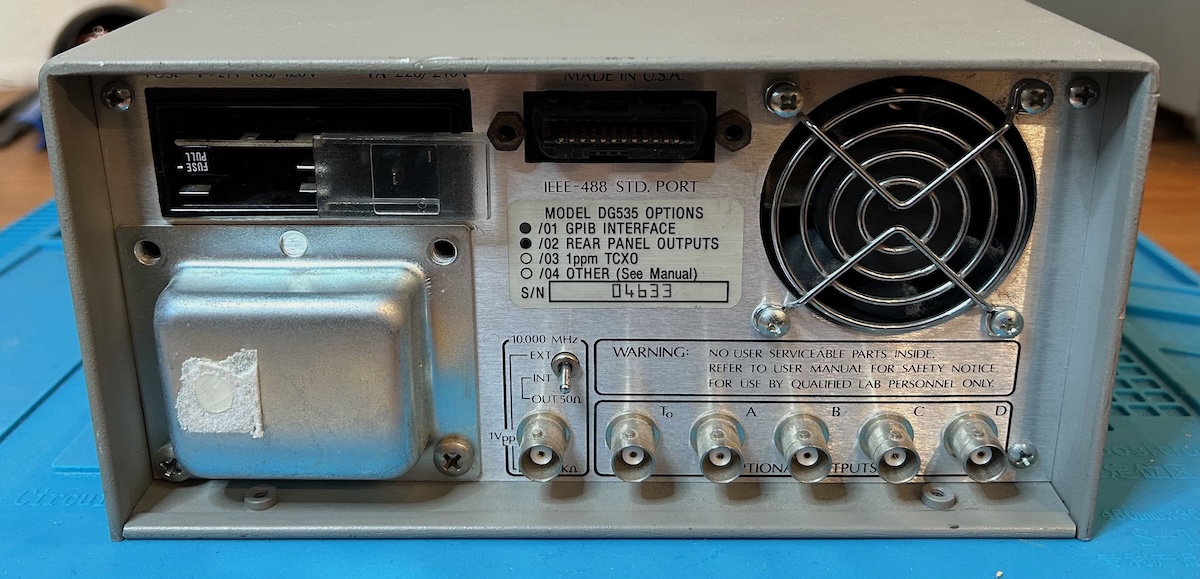 MADE IN U.S.A.
FUSE
PULL
IEEE-488 STD. PORT
MODEL DG535 OPTIONS
/01 GPIB INTERFACE
/02 REAR PANEL OUTPUTS
/03 1ppm TCXO
/04 OTHER (See Manual)
S/N 04633
10.000 MHz
EXT
INT
OUT 50Ω
1Vpp
KΩ
WARNING: NO USER SERVICEABLE PARTS INSIDE.
REFER TO USER MANUAL FOR SAFETY NOTICE.
FOR USE BY QUALIFIED LAB PERSONNEL ONLY.
To A B C D